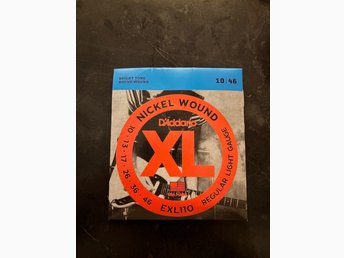 BRIGHT TONE
ROUND WOUND
10|46
NICKEL WOUND
D'Addario
XL
10·13·17·26·36·46
EXL110
REGULAR LIGHT GAUGE